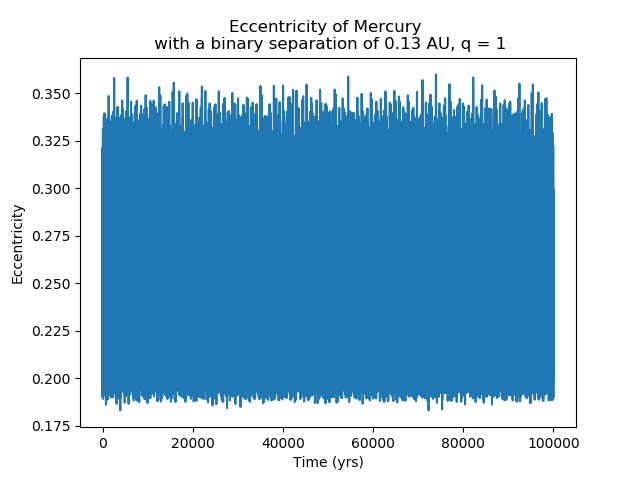 Eccentricity of Mercury
with a binary separation of 0.13 AU, q = 1
0.350
0.325
0.300
0.275
0.250
0.225
0.200
0.175
Eccentricity
0 20000 40000 60000 80000 100000
Time (yrs)